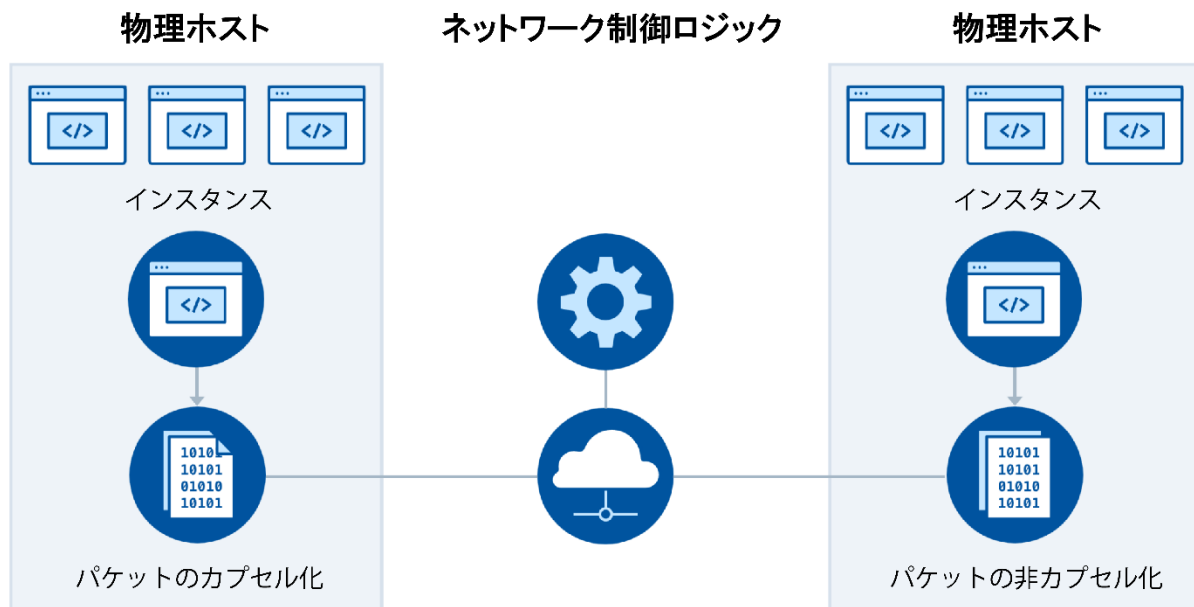 物理ホスト
ネットワーク制御ロジック
物理ホスト
</>
</>
</>
</>
</>
</>
インスタンス
インスタンス
</>
</>
10101
10101
01010
10101
10101
10101
01010
10101
パケットのカプセル化
パケットの非カプセル化